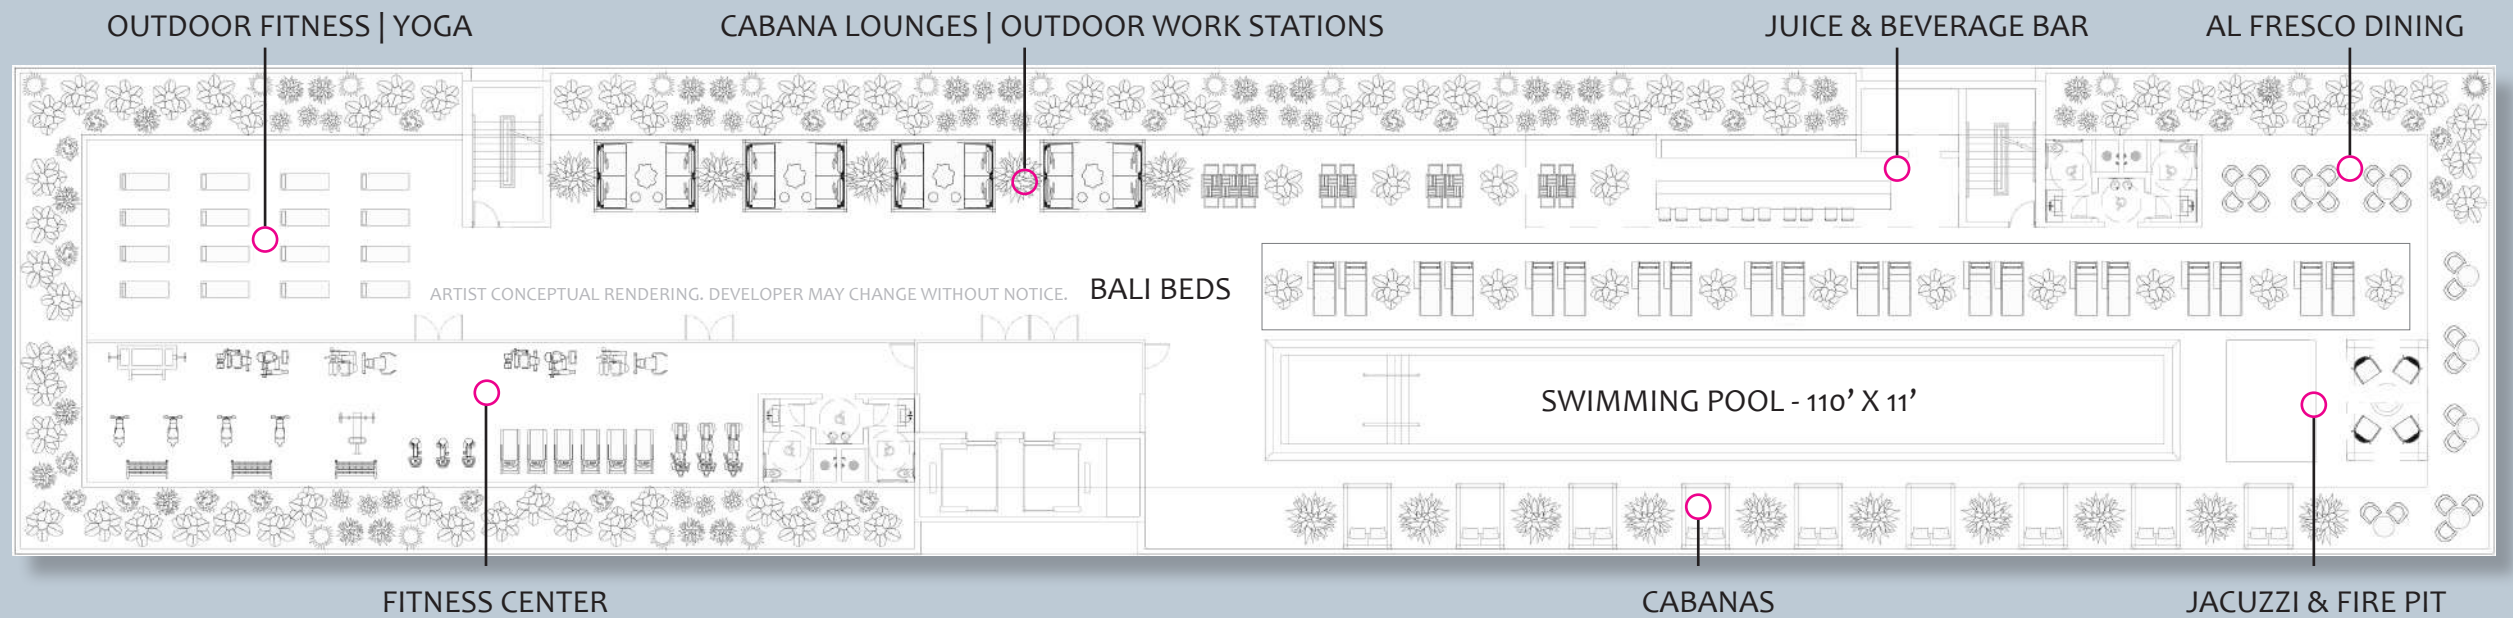 OUTDOOR FITNESS | YOGA
CABANA LOUNGES | OUTDOOR WORK STATIONS
JUICE & BEVERAGE BAR
AL FRESCO DINING
ARTIST CONCEPTUAL RENDERING. DEVELOPER MAY CHANGE WITHOUT NOTICE.
BALI BEDS
SWIMMING POOL - 110’ X 11’
FITNESS CENTER
CABANAS
JACUZZI & FIRE PIT